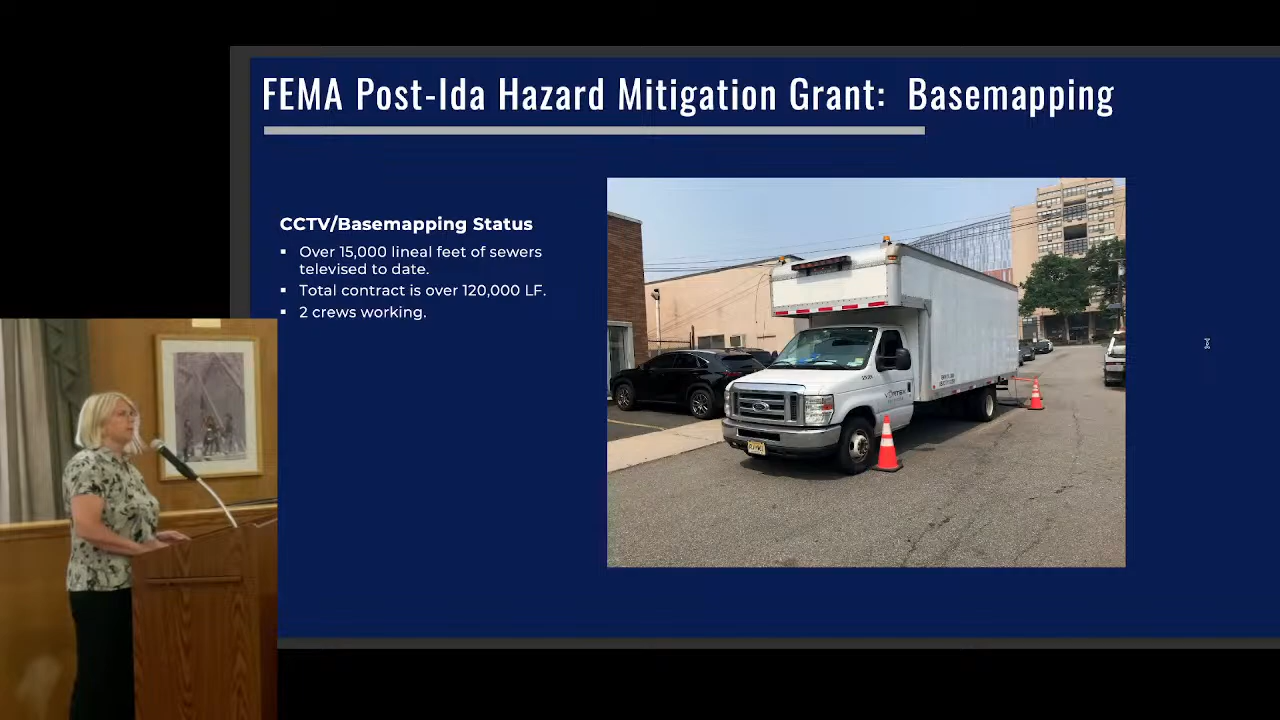 FEMA Post-Ida Hazard Mitigation Grant: Basemapping
CCTV/Basemapping Status
▪ Over 15,000 lineal feet of sewers
televised to date.
▪ Total contract is over 120,000 LF.
▪ 2 crews working.
Ford